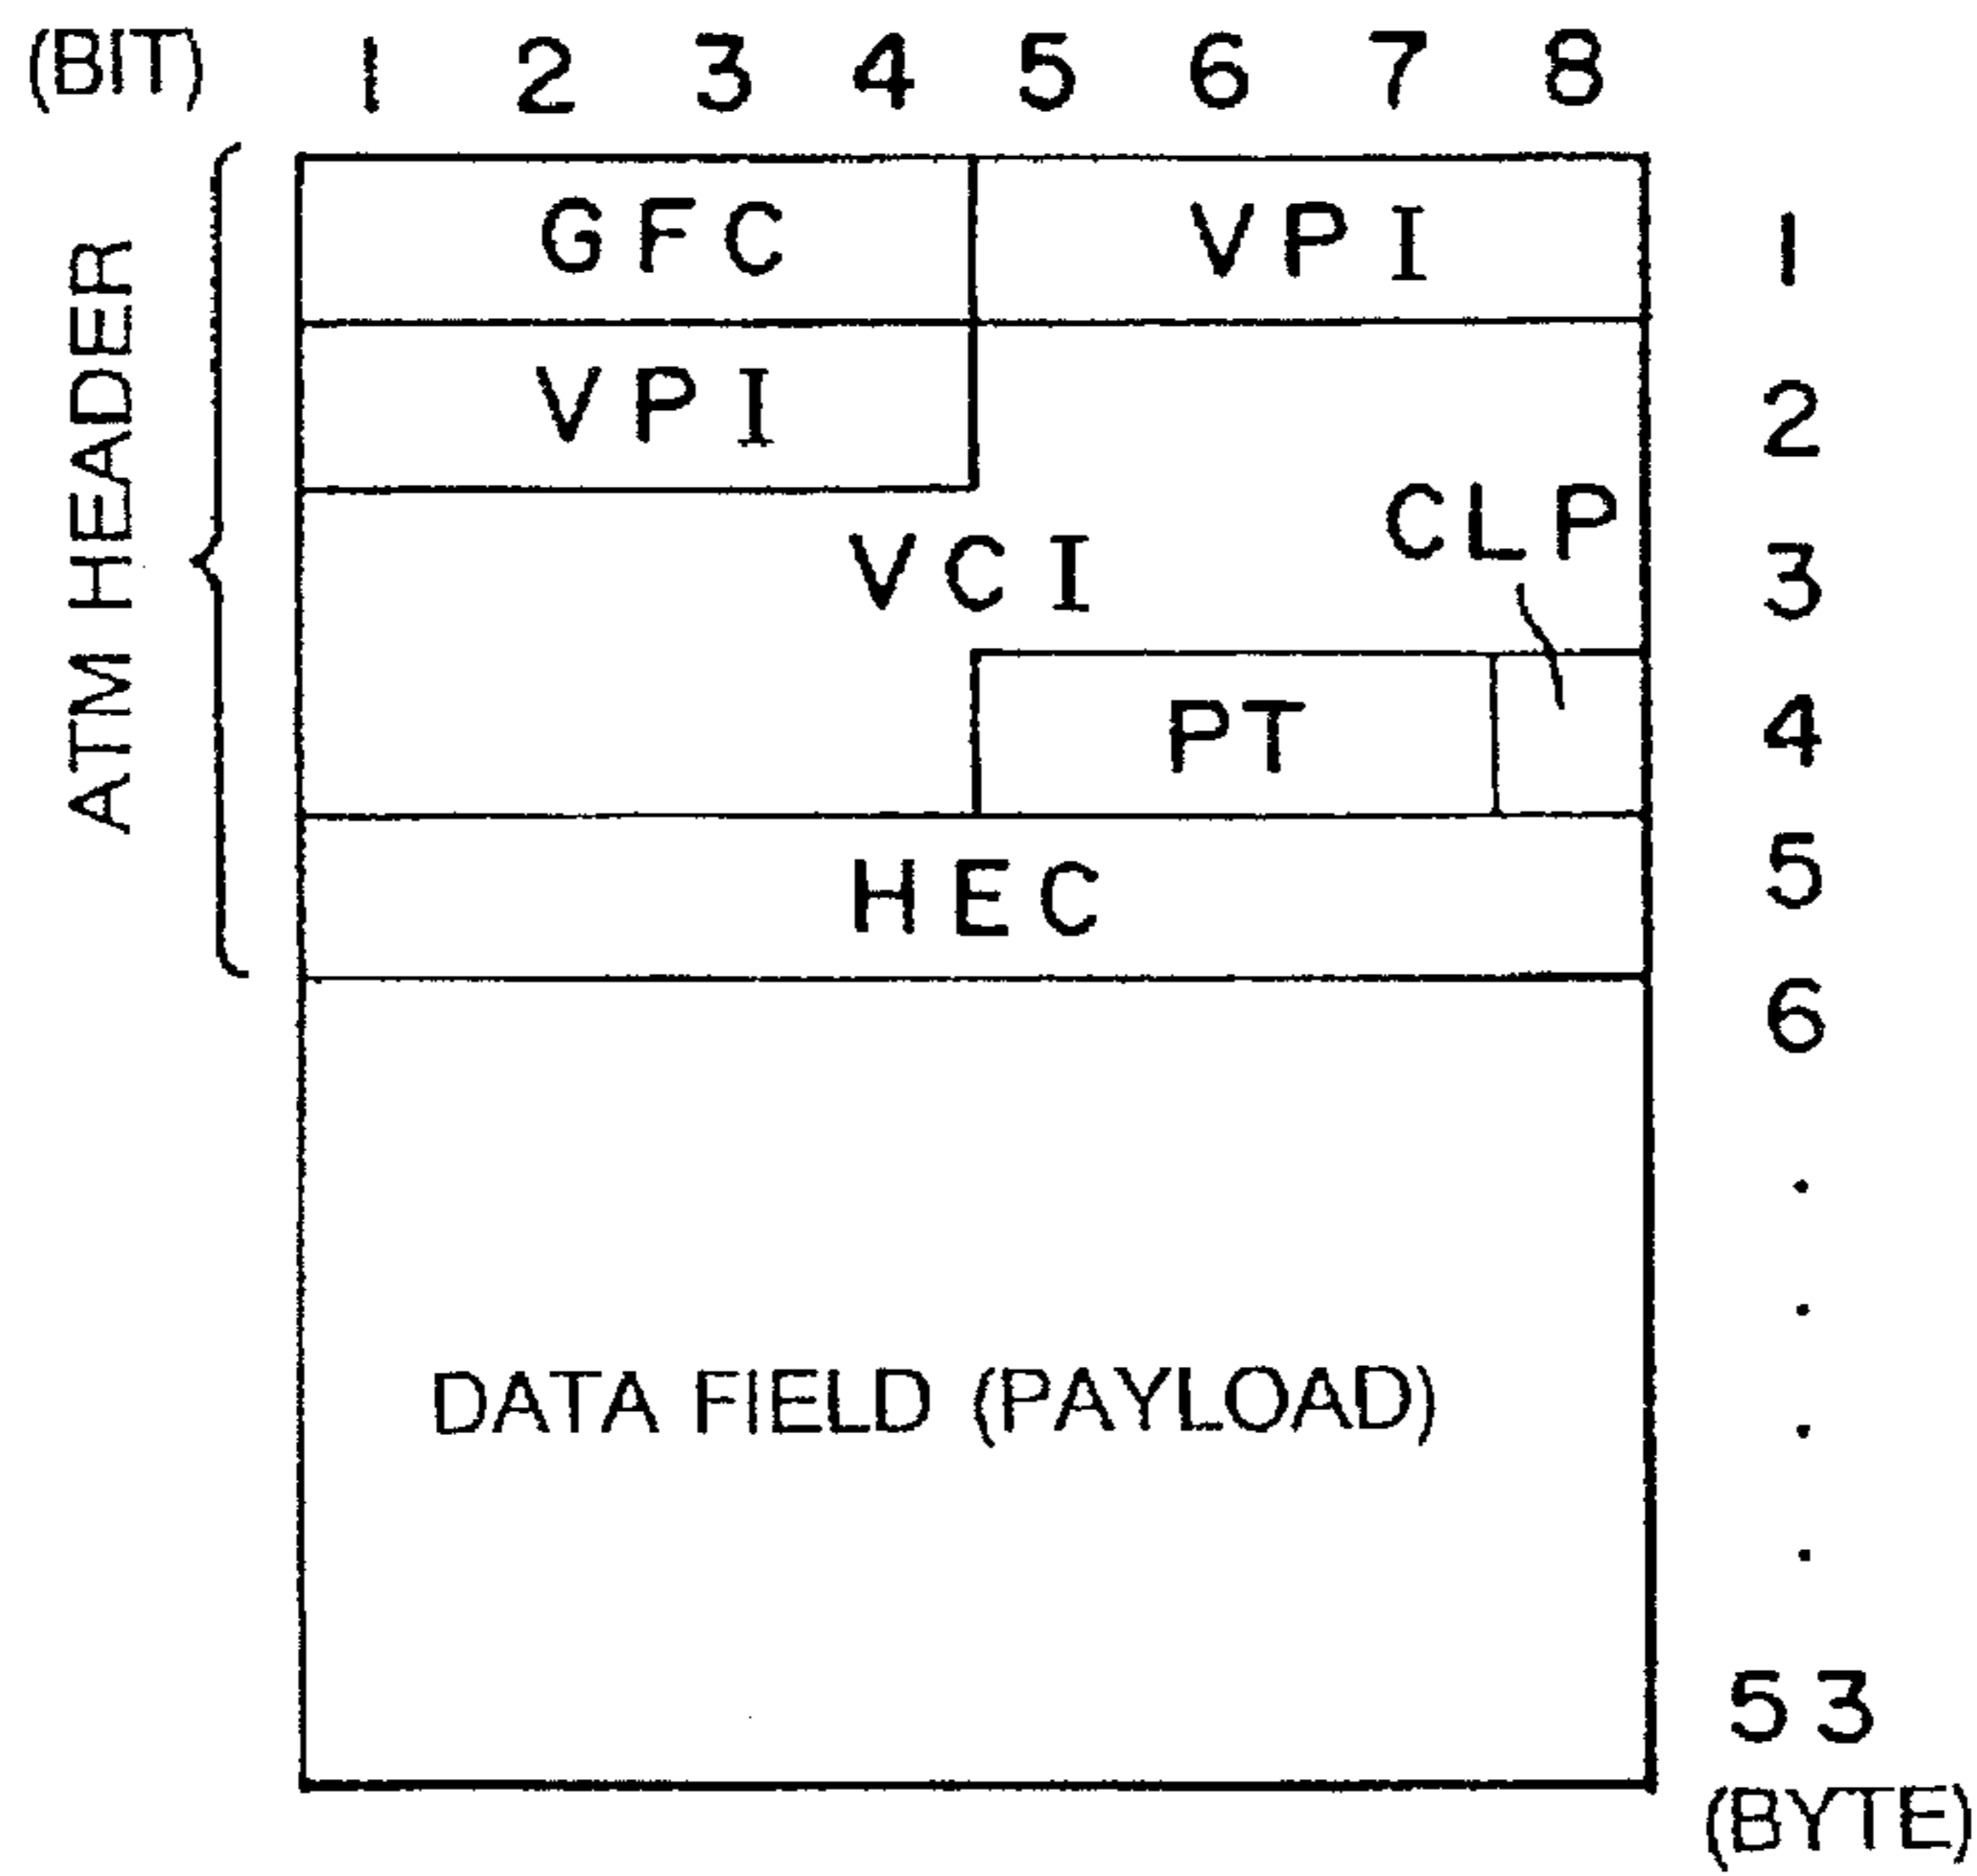 (BIT) 1 2 3 4 5 6 7 8
ATM HEADER
GFC VPI 1
VPI 2
CLP
VCI 3
PT 4
HEC 5
6
DATA FIELD (PAYLOAD)
53
(BYTE)